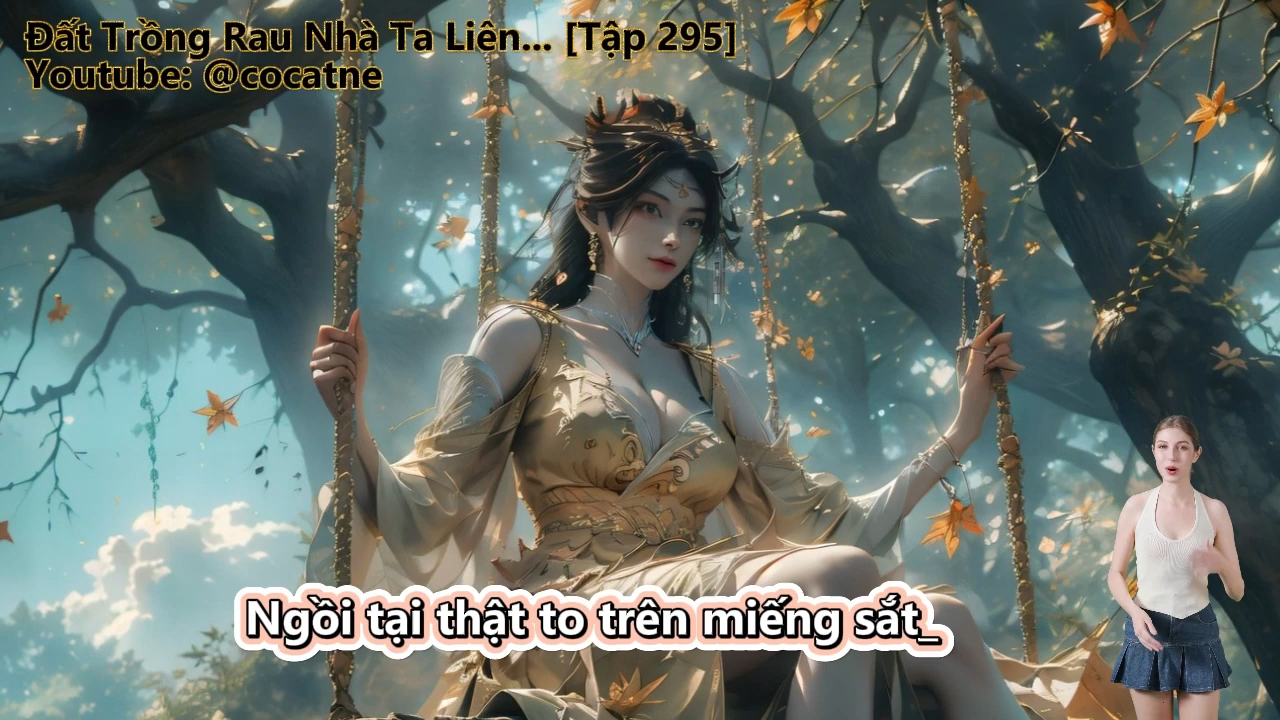 Đất Trồng Rau Nhà Ta Liên... [Tập 295]
Youtube: @cocatne
Ngồi tại thật to trên miếng sắt_